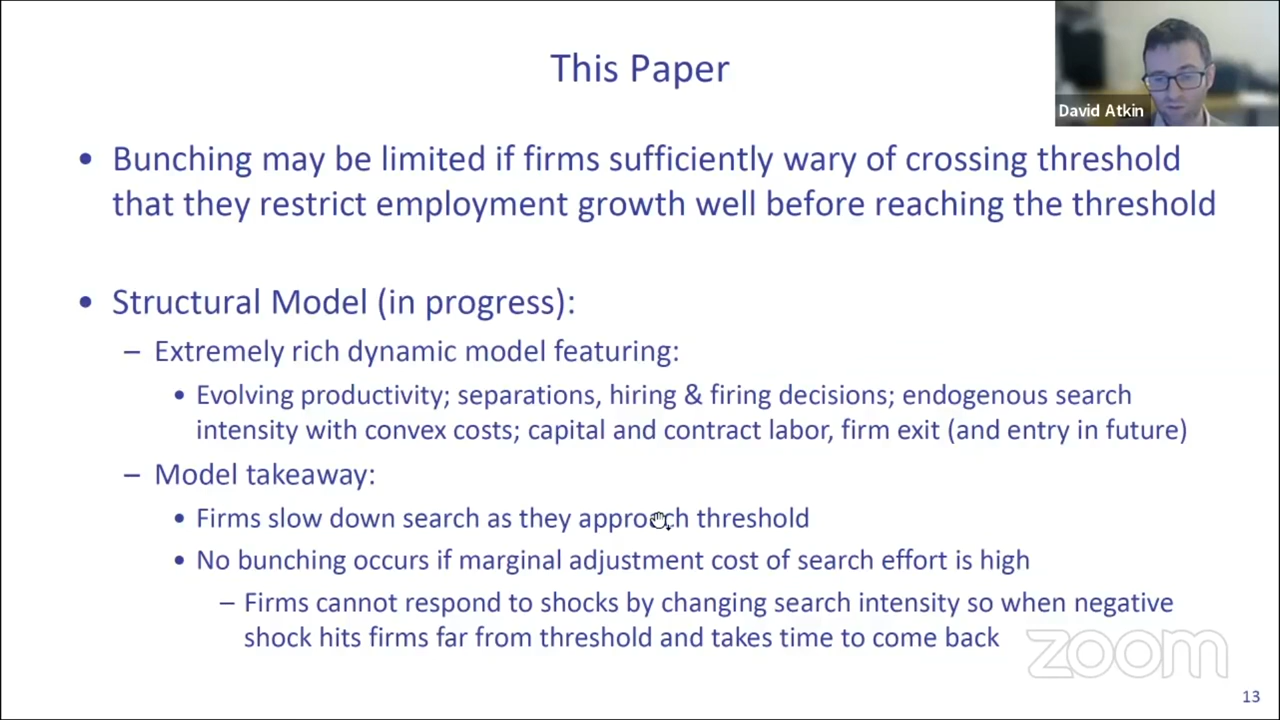 This Paper
David Atkin
• Bunching may be limited if firms sufficiently wary of crossing threshold
that they restrict employment growth well before reaching the threshold
• Structural Model (in progress):
– Extremely rich dynamic model featuring:
• Evolving productivity; separations, hiring & firing decisions; endogenous search
intensity with convex costs; capital and contract labor, firm exit (and entry in future)
– Model takeaway:
• Firms slow down search as they approach threshold
• No bunching occurs if marginal adjustment cost of search effort is high
– Firms cannot respond to shocks by changing search intensity so when negative
shock hits firms far from threshold and takes time to come back
zoom
13